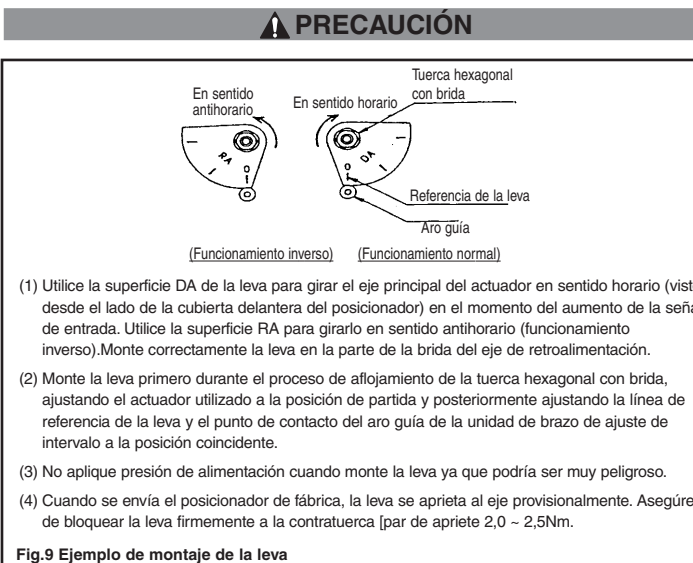 PRECAUCIÓN
Tuerca hexagonal
con brida
En sentido
antihorario
En sentido horario
RA
0
DA
0
Referencia de la leva
Aro guía
(Funcionamiento inverso) (Funcionamiento normal)
(1) Utilice la superficie DA de la leva para girar el eje principal del actuador en sentido horario (vist
desde el lado de la cubierta delantera del posicionador) en el momento del aumento de la seña
de entrada. Utilice la superficie RA para girarlo en sentido antihorario (funcionamiento
inverso).Monte correctamente la leva en la parte de la brida del eje de retroalimentación.
(2) Monte la leva primero durante el proceso de aflojamiento de la tuerca hexagonal con brida,
ajustando el actuador utilizado a la posición de partida y posteriormente ajustando la línea de
referencia de la leva y el punto de contacto del aro guía de la unidad de brazo de ajuste de
intervalo a la posición coincidente.
(3) No aplique presión de alimentación cuando monte la leva ya que podría ser muy peligroso.
(4) Cuando se envía el posicionador de fábrica, la leva se aprieta al eje provisionalmente. Asegúre
de bloquear la leva firmemente a la contratuerca [par de apriete 2,0 ~ 2,5Nm.
Fig.9 Ejemplo de montaje de la leva